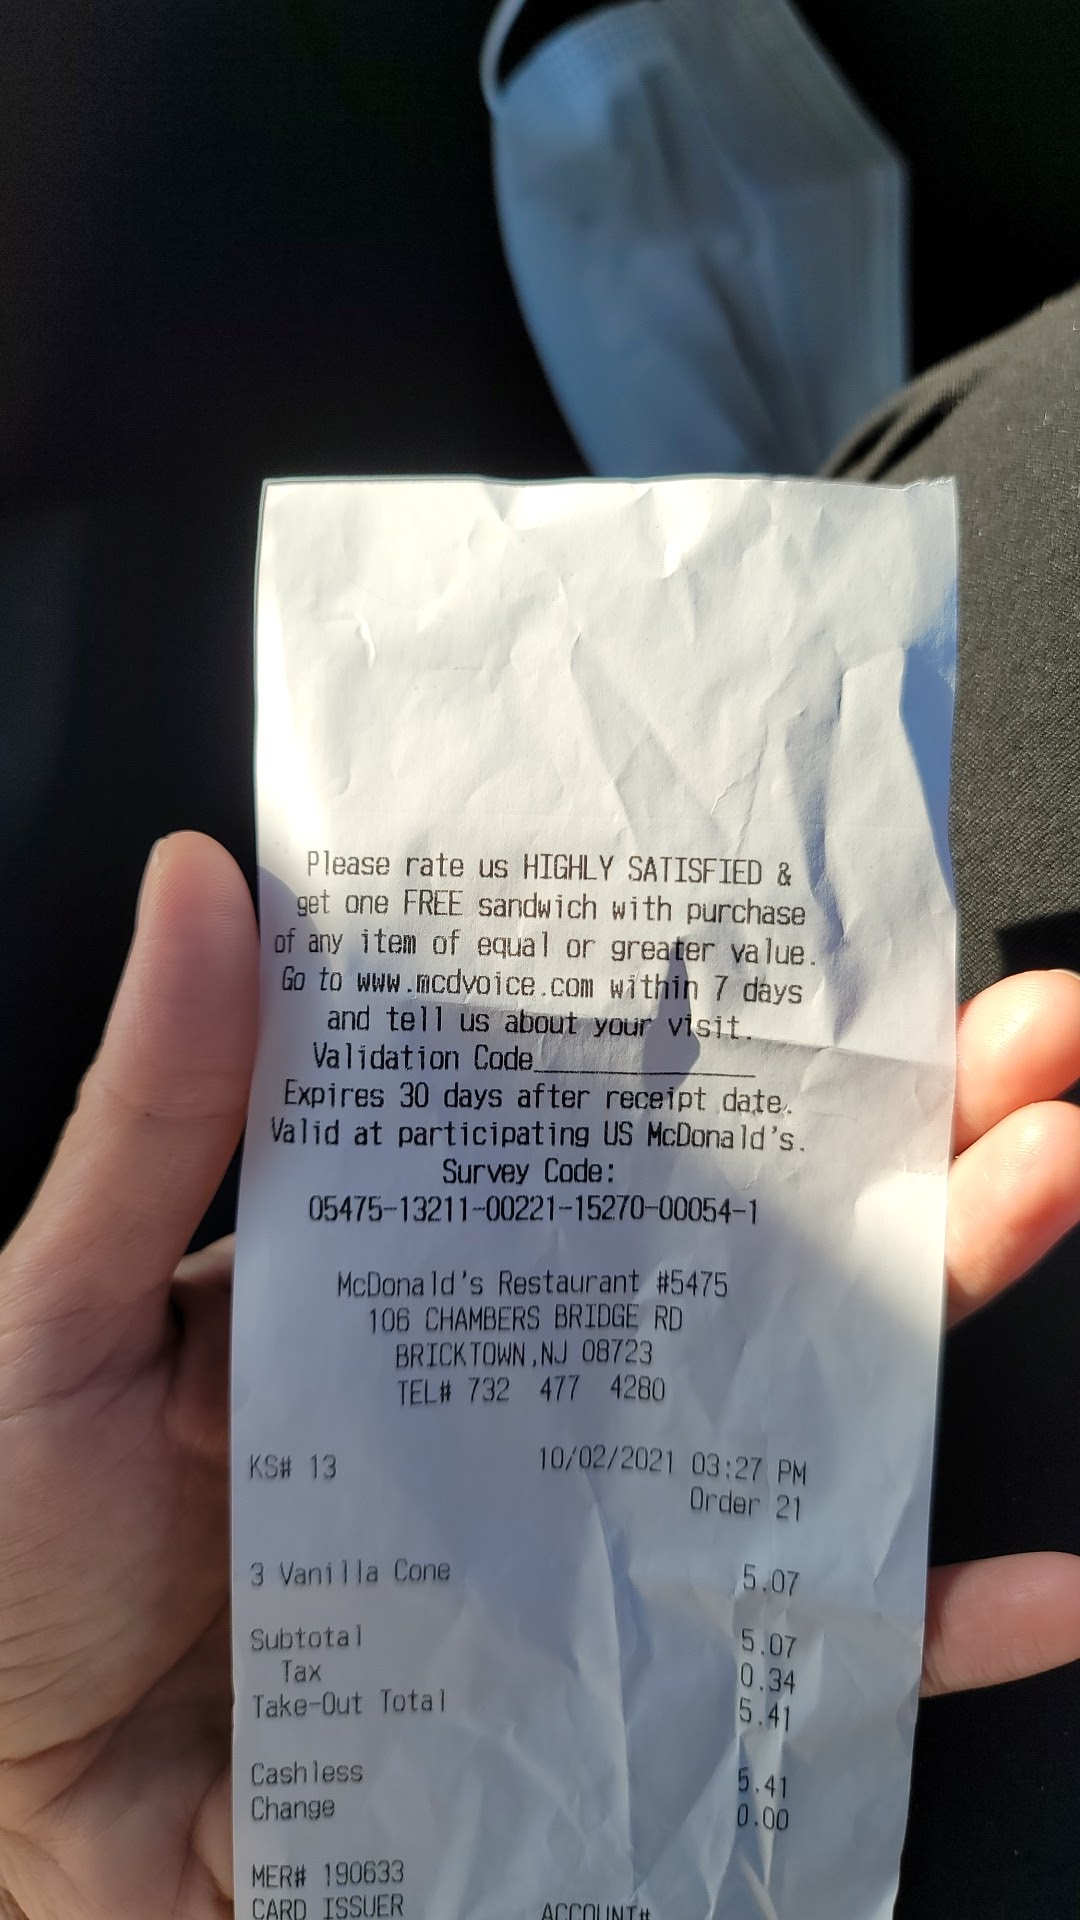 Please rate us HIGHLY SATISFIED &
get one FREE sandwich with purchase
of any item of equal or greater value.
Go to www.mcdvoice.com within 7 days
and tell us about your visit.
Validation Code_______________
Expires 30 days after receipt date.
Valid at participating US McDonald's.
Survey Code:
05475-13211-00221-15270-00054-1
McDonald's Restaurant #5475
106 CHAMBERS BRIDGE RD
BRICKTOWN,NJ 08723
TEL# 732 477 4280
KS# 13 10/02/2021 03:27 PM
Order 21
3 Vanilla Cone 5.07
Subtotal 5.07
Tax 0.34
Take-Out Total 5.41
Cashless 5.41
Change 0.00
MER# 190633
CARD ISSUER ACCOUNT#